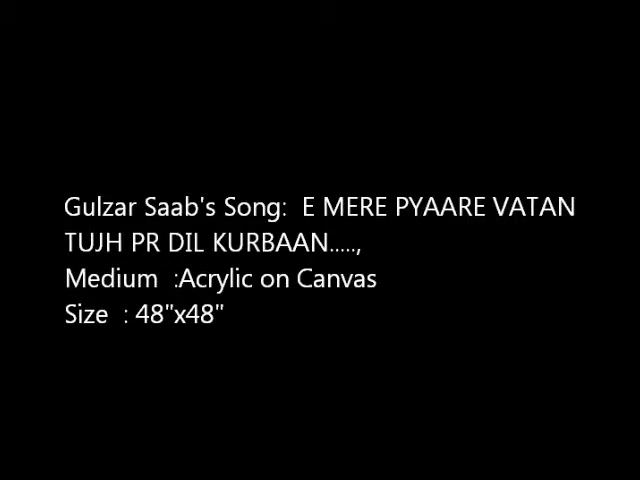 Gulzar Saab's Song:  E MERE PYAARE VATAN
TUJH PR DIL KURBAAN.....,
Medium  :Acrylic on Canvas
Size  : 48"x48"